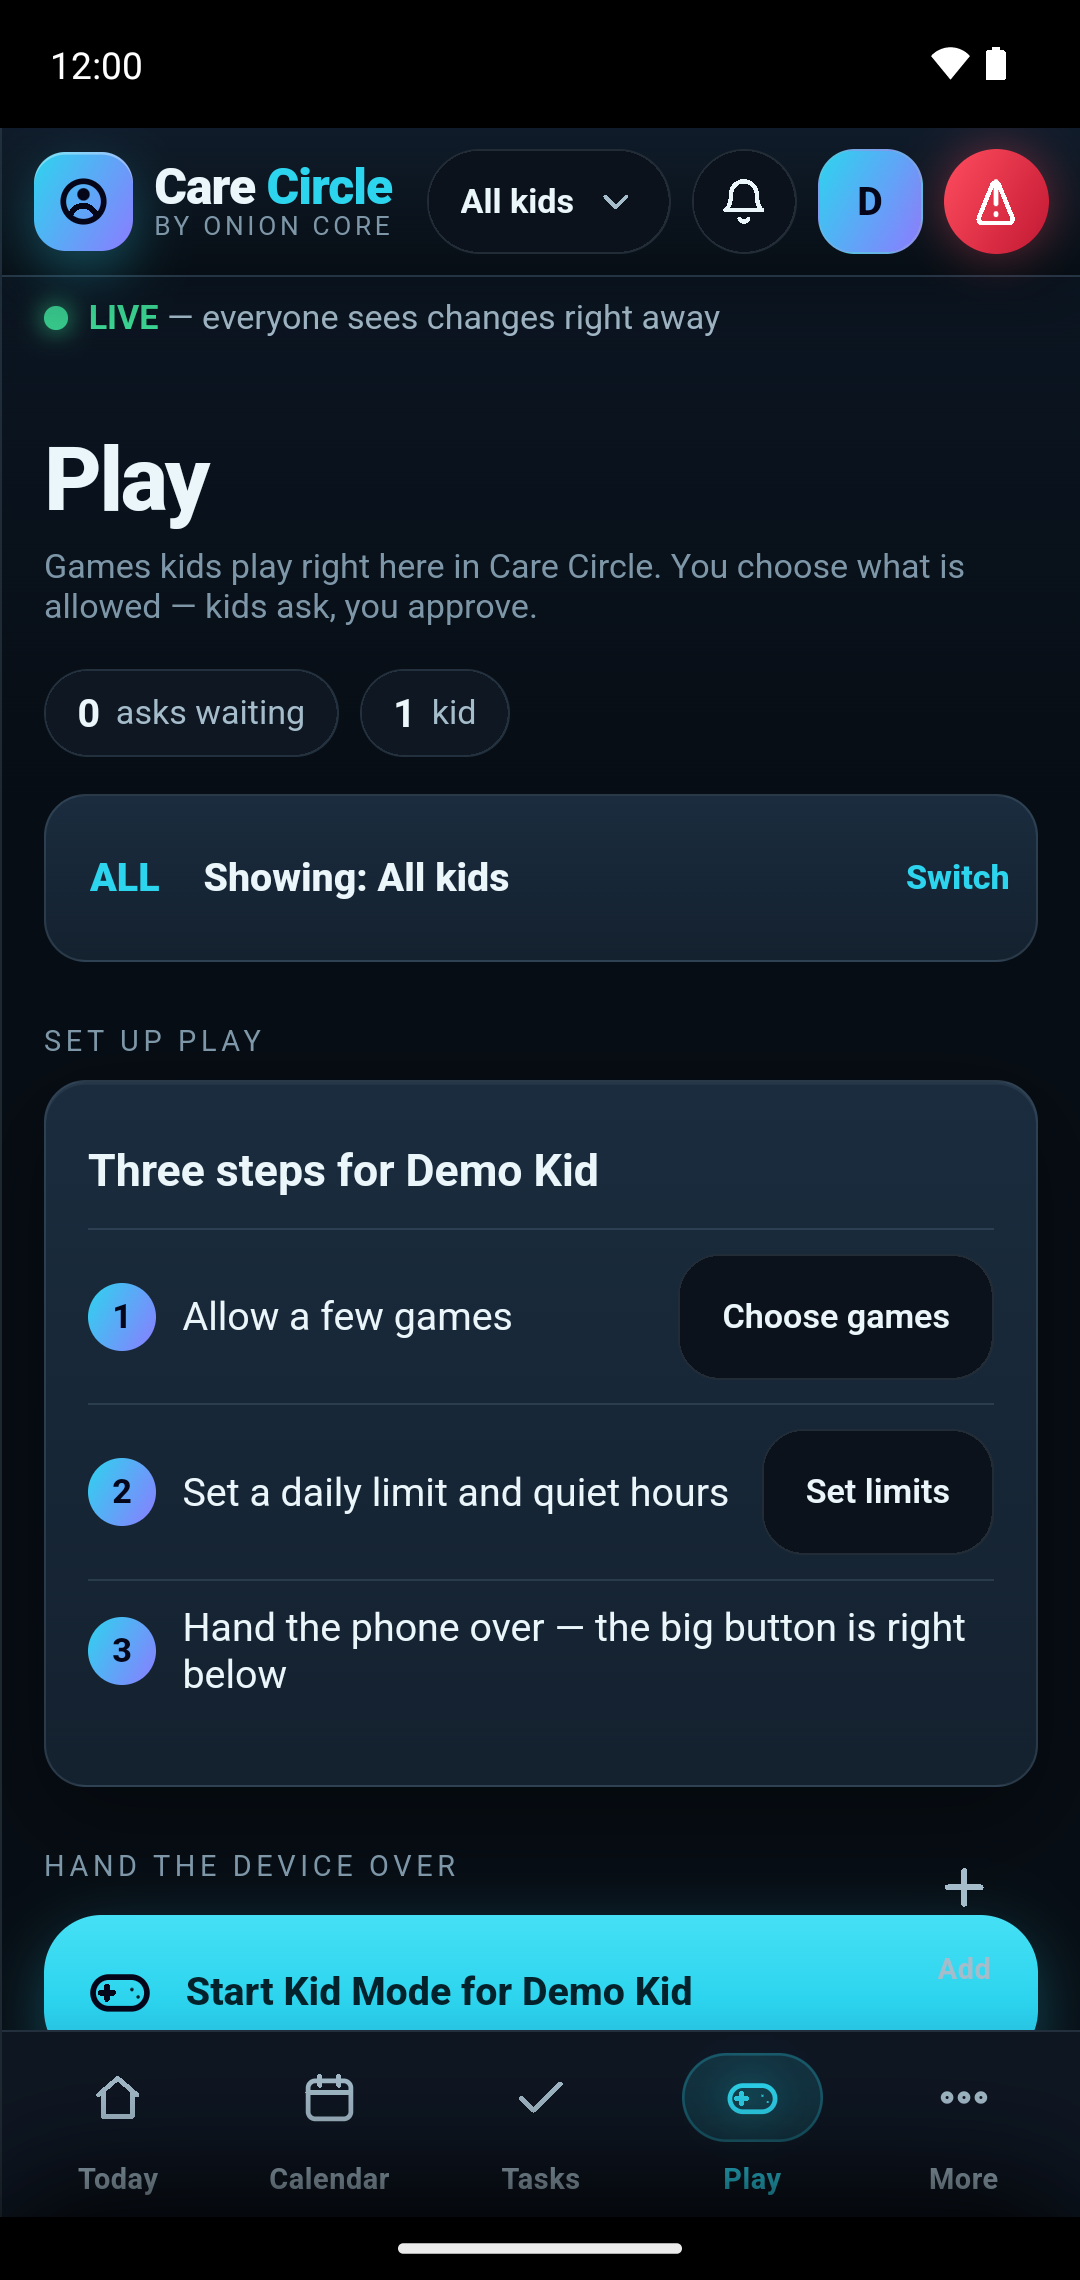 12:00
Care Circle
BY ONION CORE
All kids
D
LIVE — everyone sees changes right away
Play
Games kids play right here in Care Circle. You choose what is
allowed — kids ask, you approve.
0 asks waiting
1 kid
ALL Showing: All kids Switch
SET UP PLAY
Three steps for Demo Kid
1 Allow a few games Choose games
2 Set a daily limit and quiet hours Set limits
3 Hand the phone over — the big button is right
below
HAND THE DEVICE OVER
Start Kid Mode for Demo Kid
Add
Today
Calendar
Tasks
Play
More